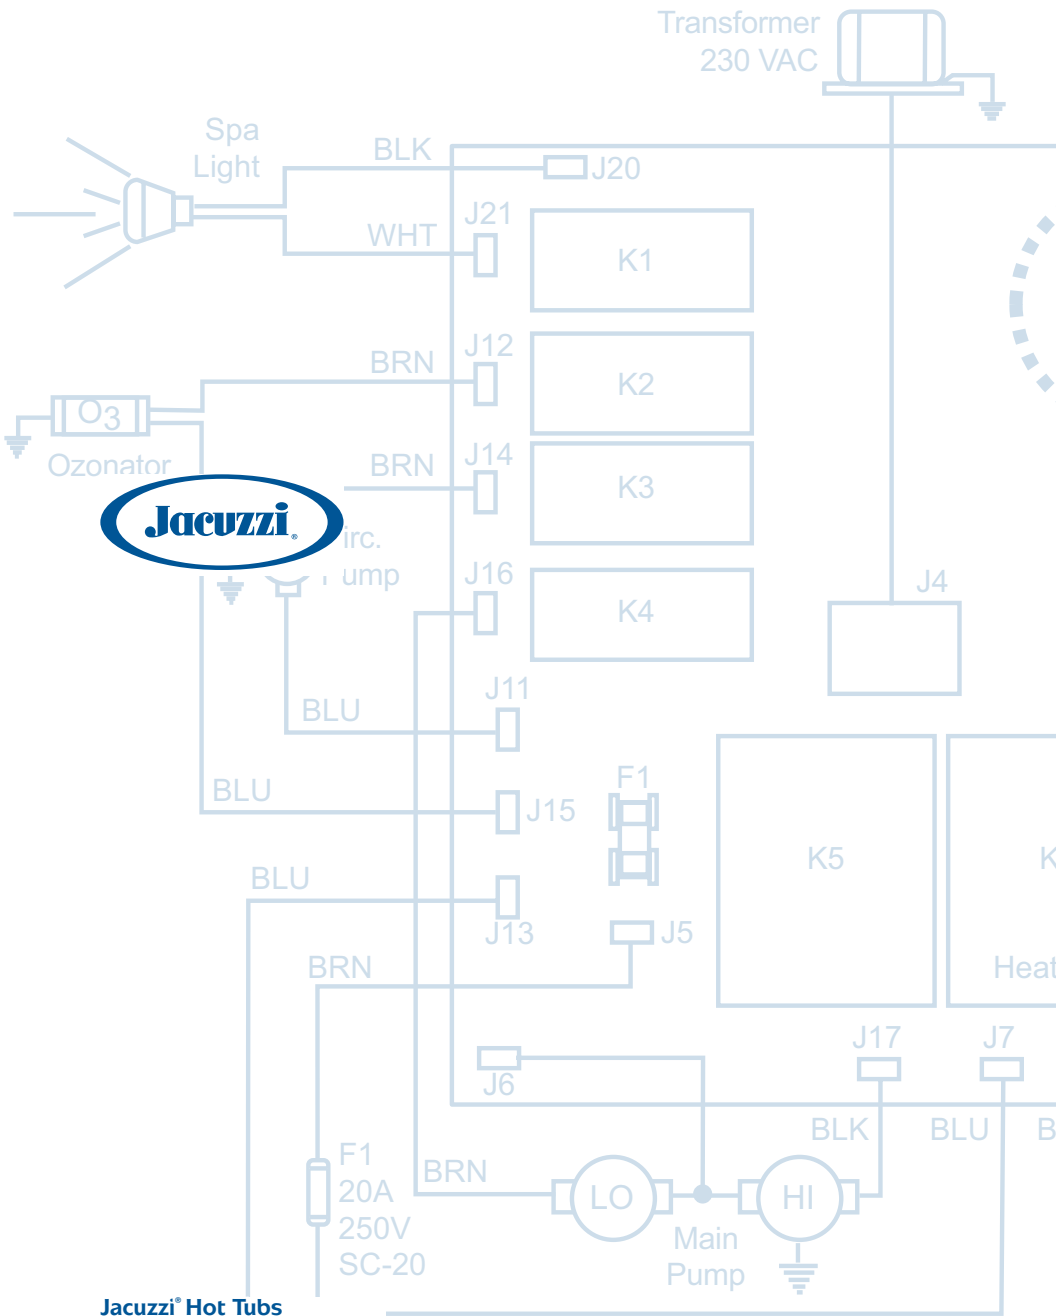 Transformer
230 VAC
Spa
Light
BLK
J20
J21
WHT
K1
J12
BRN
K2
O3
Ozonator
J14
BRN
K3
Jacuzzi®
irc.
ump
J16
K4
J4
J11
BLU
F1
BLU
J15
K5
K
BLU
J13
J5
BRN
Heat
J17
J7
J6
BLK
BLU
B
F1
20A
250V
SC-20
BRN
LO
HI
Main
Pump
Jacuzzi® Hot Tubs